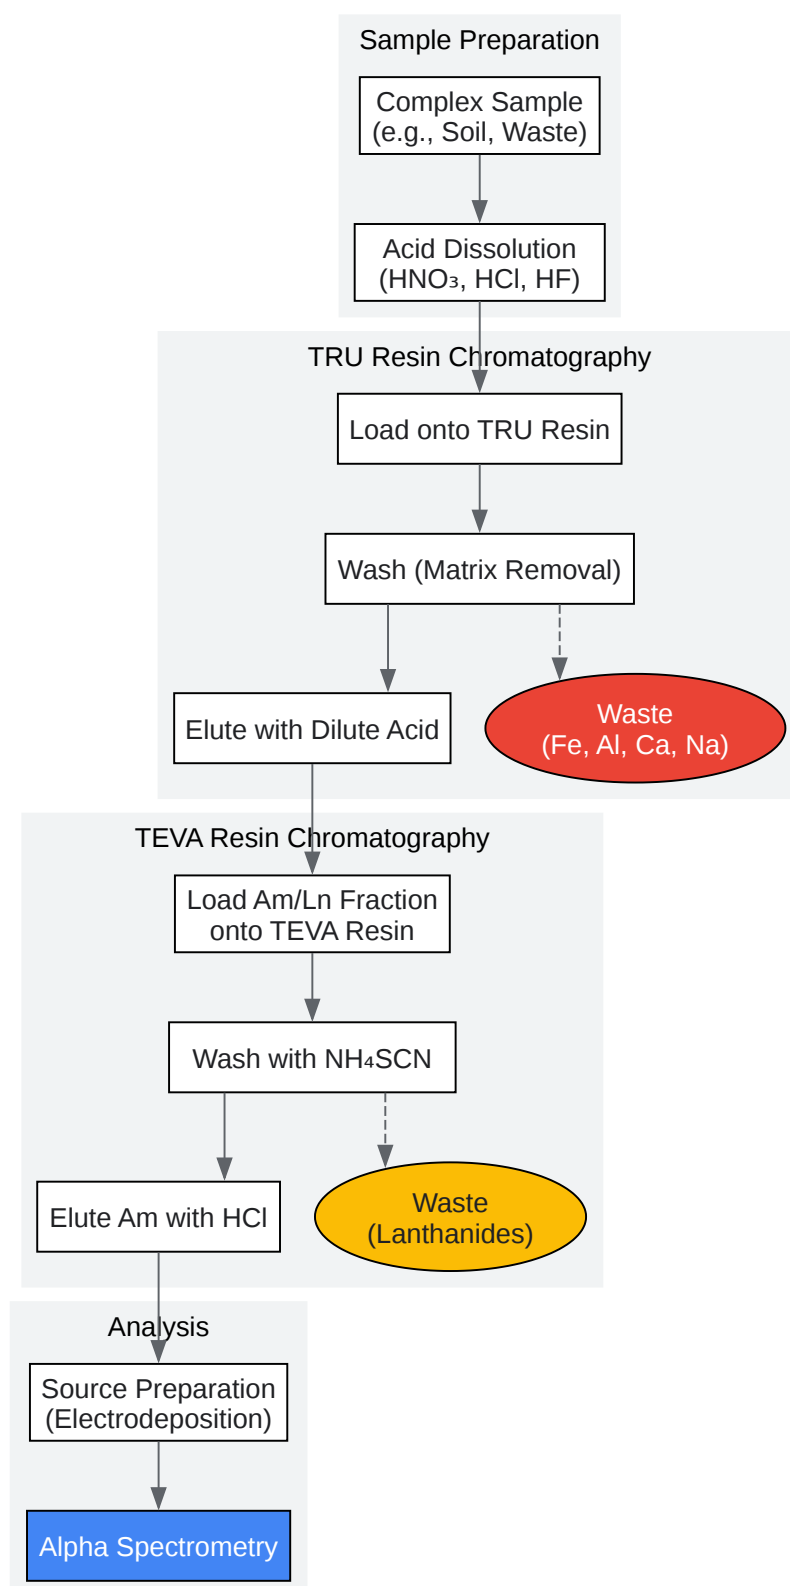 Sample Preparation
Complex Sample
(e.g., Soil, Waste)
Acid Dissolution
(HNO₃, HCl, HF)
TRU Resin Chromatography
Load onto TRU Resin
Wash (Matrix Removal)
Elute with Dilute Acid
Waste
(Fe, Al, Ca, Na)
TEVA Resin Chromatography
Load Am/Ln Fraction
onto TEVA Resin
Wash with NH₄SCN
Elute Am with HCl
Waste
(Lanthanides)
Analysis
Source Preparation
(Electrodeposition)
Alpha Spectrometry